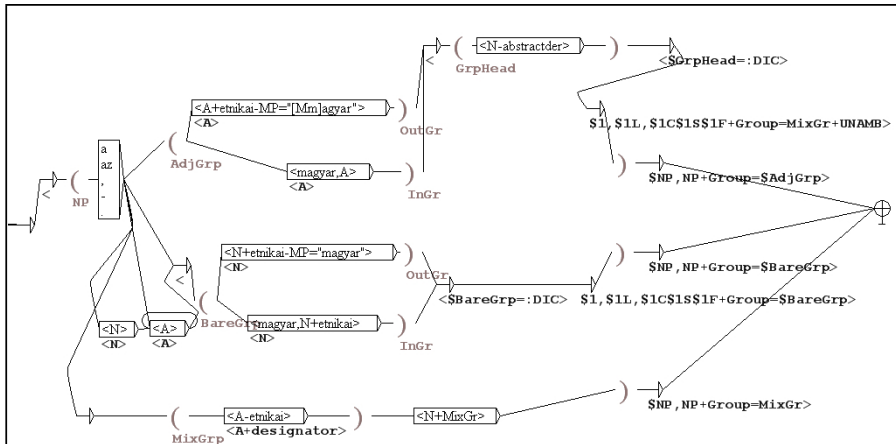 <
(
NP
a
az
,
-
.
(
AdjGrp
<A+etnikai-MP="[Mm]agyar">
<A>
)
OutGr
<magyar,A>
<A>
)
InGr
<
(
GrpHead
<N-abstractder>
)
<$GrpHead=:DIC>
$1,$1L,$1C$1S$1F+Group=MixGr+UNAMB>
)
$NP,NP+Group=$AdjGrp>
<
(
BareGrp
<N+etnikai-MP="magyar">
<N>
)
OutGr
<magyar,N+etnikai>
<N>
)
InGr
<$BareGrp=:DIC>
$1,$1L,$1C$1S$1F+Group=$BareGrp>
)
$NP,NP+Group=$BareGrp>
<N>
<N>
<A>
<A>
(
MixGrp
<A-etnikai>
<A+designator>
)
<N+MixGr>
)
$NP,NP+Group=MixGr>